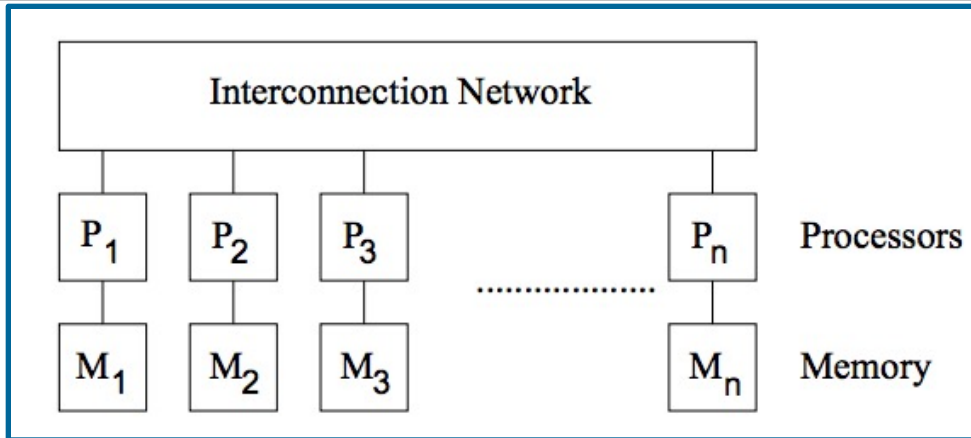 Interconnection Network
P1 P2 P3 Pn Processors
....................
M1 M2 M3 Mn Memory